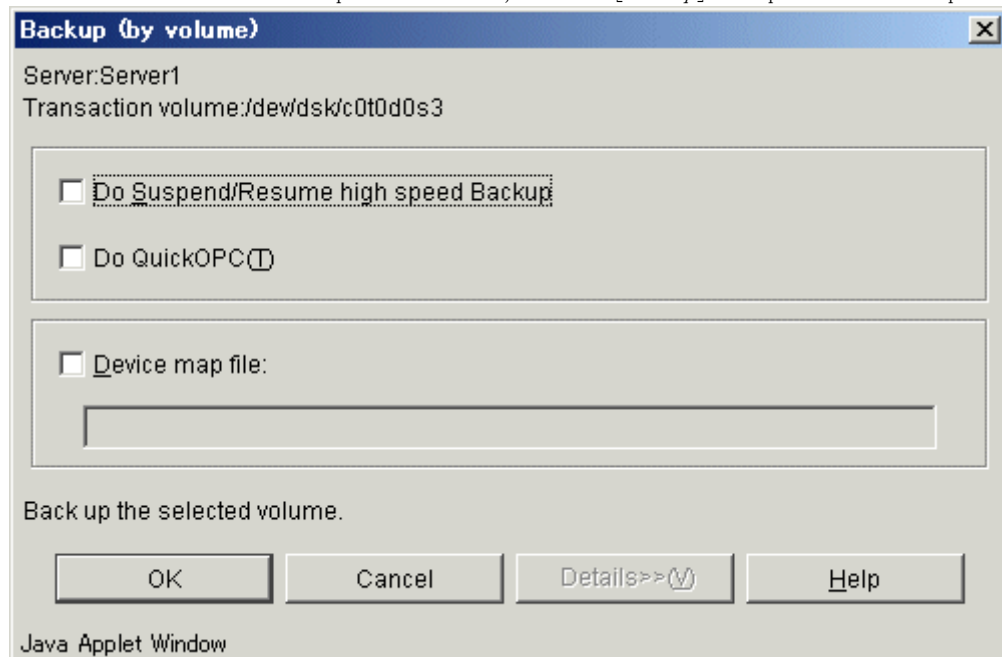 Backup (by volume)
Server:Server1
Transaction volume:/dev/dsk/c0t0d0s3
Do Suspend/Resume high speed Backup
Do QuickOPC(T)
Device map file:
Back up the selected volume.
OK
Cancel
Details>>(V)
Help
Java Applet Window